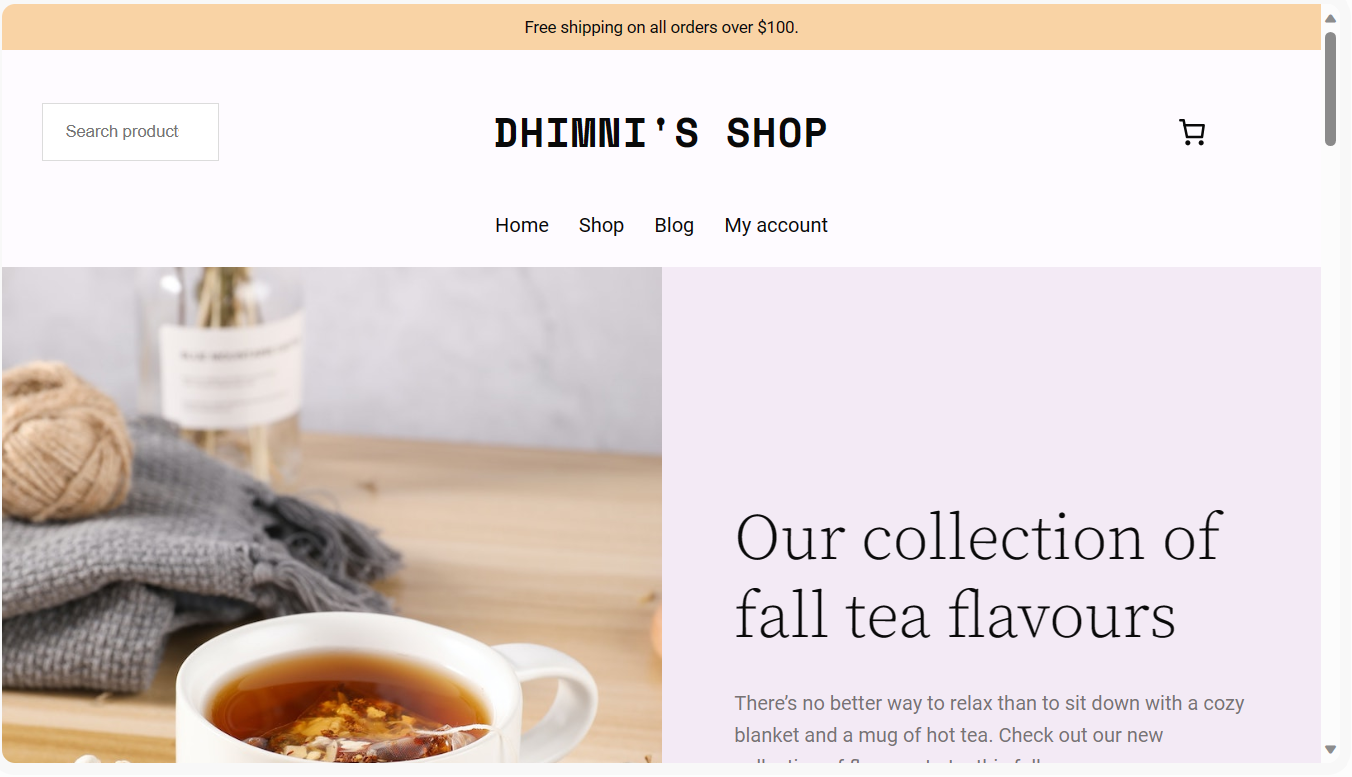 Free shipping on all orders over $100.
Search product
DHIMNI'S SHOP
Home Shop Blog My account
Our collection of
fall tea flavours
There’s no better way to relax than to sit down with a cozy
blanket and a mug of hot tea. Check out our new